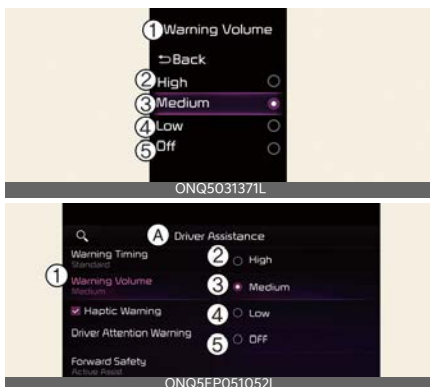 ① Warning Volume
⮌Back
② High
③ Medium
④ Low
⑤ Off
ONQ5031371L
Ⓐ Driver Assistance
Warning Timing
Standard
② High
① Warning Volume
Medium
③ Medium
Haptic Warning
④ Low
Driver Attention Warning
⑤ OFF
Forward Safety
Active Assist
ONQ5EP051052L